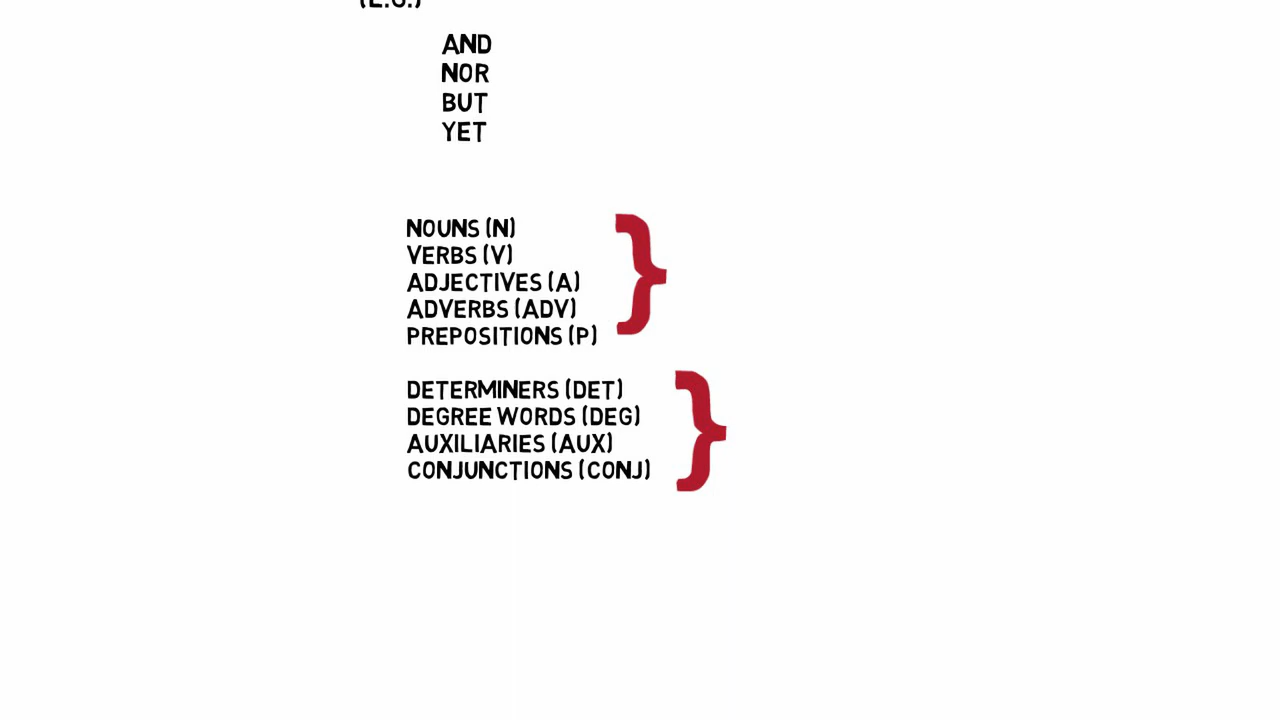 (E.G.)
AND
NOR
BUT
YET
NOUNS (N)
VERBS (V)
ADJECTIVES (A)
ADVERBS (ADV)
PREPOSITIONS (P)
DETERMINERS (DET)
DEGREE WORDS (DEG)
AUXILIARIES (AUX)
CONJUNCTIONS (CONJ)